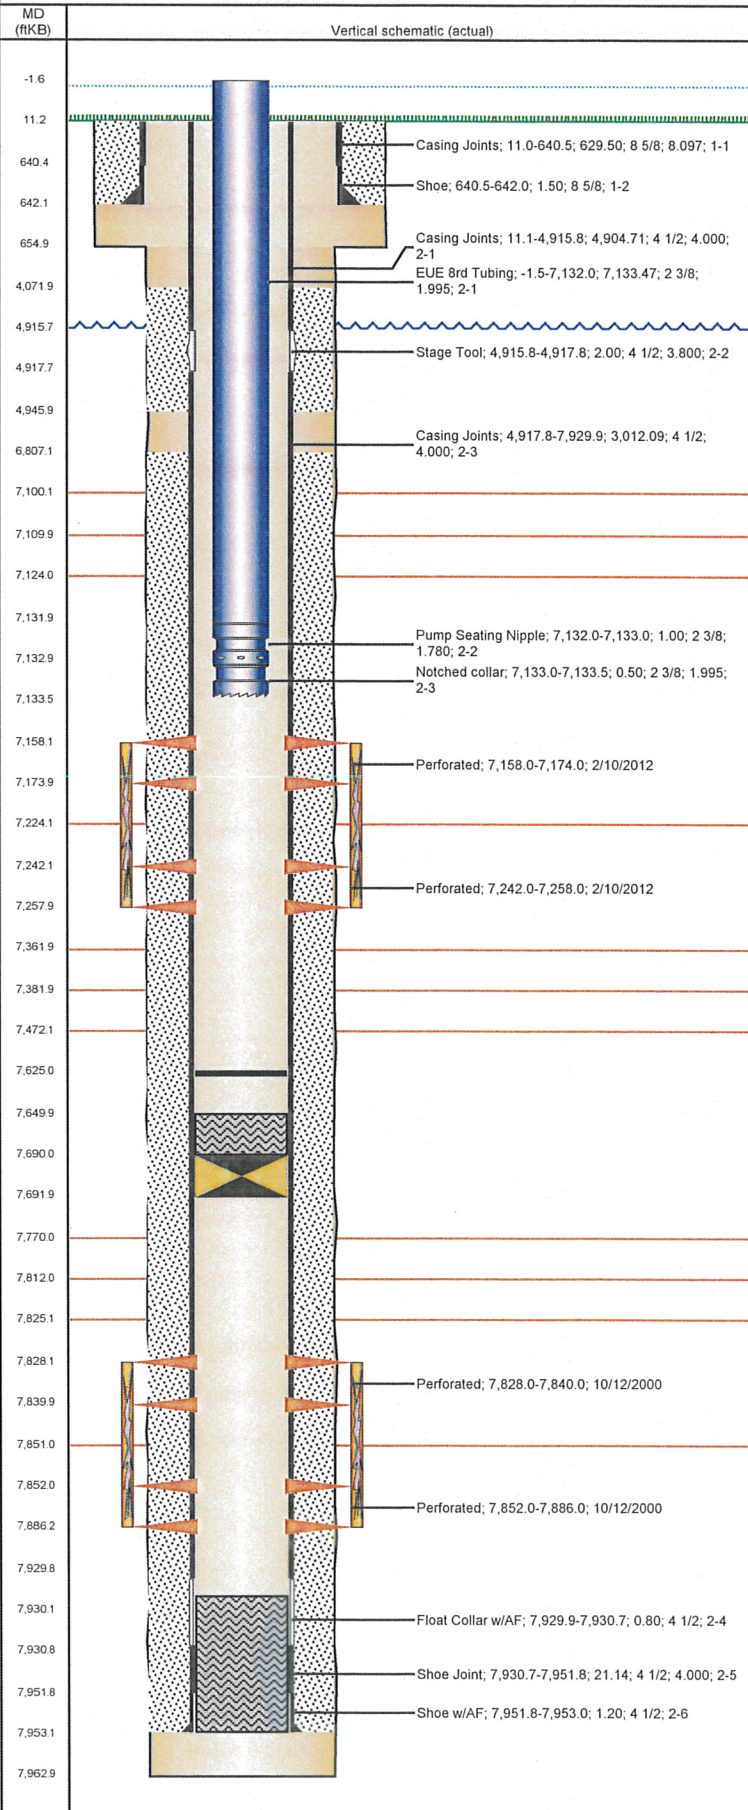 MD
(ftKB)
Vertical schematic (actual)
-1.6
11.2
Casing Joints; 11.0-640.5; 629.50; 8 5/8; 8.097; 1-1
640.4
Shoe; 640.5-642.0; 1.50; 8 5/8; 1-2
642.1
654.9
Casing Joints; 11.1-4,915.8; 4,904.71; 4 1/2; 4.000;
2-1
EUE 8rd Tubing; -1.5-7,132.0; 7,133.47; 2 3/8;
1.995; 2-1
4,071.9
4,915.7
Stage Tool; 4,915.8-4,917.8; 2.00; 4 1/2; 3.800; 2-2
4,917.7
4,945.9
Casing Joints; 4,917.8-7,929.9; 3,012.09; 4 1/2;
4.000; 2-3
6,807.1
7,100.1
7,109.9
7,124.0
7,131.9
Pump Seating Nipple; 7,132.0-7,133.0; 1.00; 2 3/8;
1.780; 2-2
7,132.9
Notched collar; 7,133.0-7,133.5; 0.50; 2 3/8; 1.995;
2-3
7,133.5
7,158.1
Perforated; 7,158.0-7,174.0; 2/10/2012
7,173.9
7,224.1
7,242.1
Perforated; 7,242.0-7,258.0; 2/10/2012
7,257.9
7,361.9
7,381.9
7,472.1
7,625.0
7,649.9
7,690.0
7,691.9
7,770.0
7,812.0
7,825.1
7,828.1
Perforated; 7,828.0-7,840.0; 10/12/2000
7,839.9
7,851.0
7,852.0
Perforated; 7,852.0-7,886.0; 10/12/2000
7,886.2
7,929.8
7,930.1
Float Collar w/AF; 7,929.9-7,930.7; 0.80; 4 1/2; 2-4
7,930.8
Shoe Joint; 7,930.7-7,951.8; 21.14; 4 1/2; 4.000; 2-5
7,951.8
Shoe w/AF; 7,951.8-7,953.0; 1.20; 4 1/2; 2-6
7,953.1
7,962.9